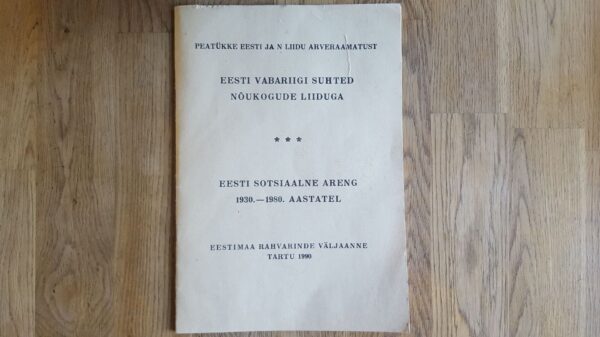 PEATÜKKE EESTI JA N LIIDU ARVERAAMATUST
EESTI VABARIIGI SUHTED
NÕUKOGUDE LIIDUGA
* * *
EESTI SOTSIAALNE ARENG
1930.—1980. AASTATEL
EESTIMAA RAHVARINDE VÄLJAANNE
TARTU 1990